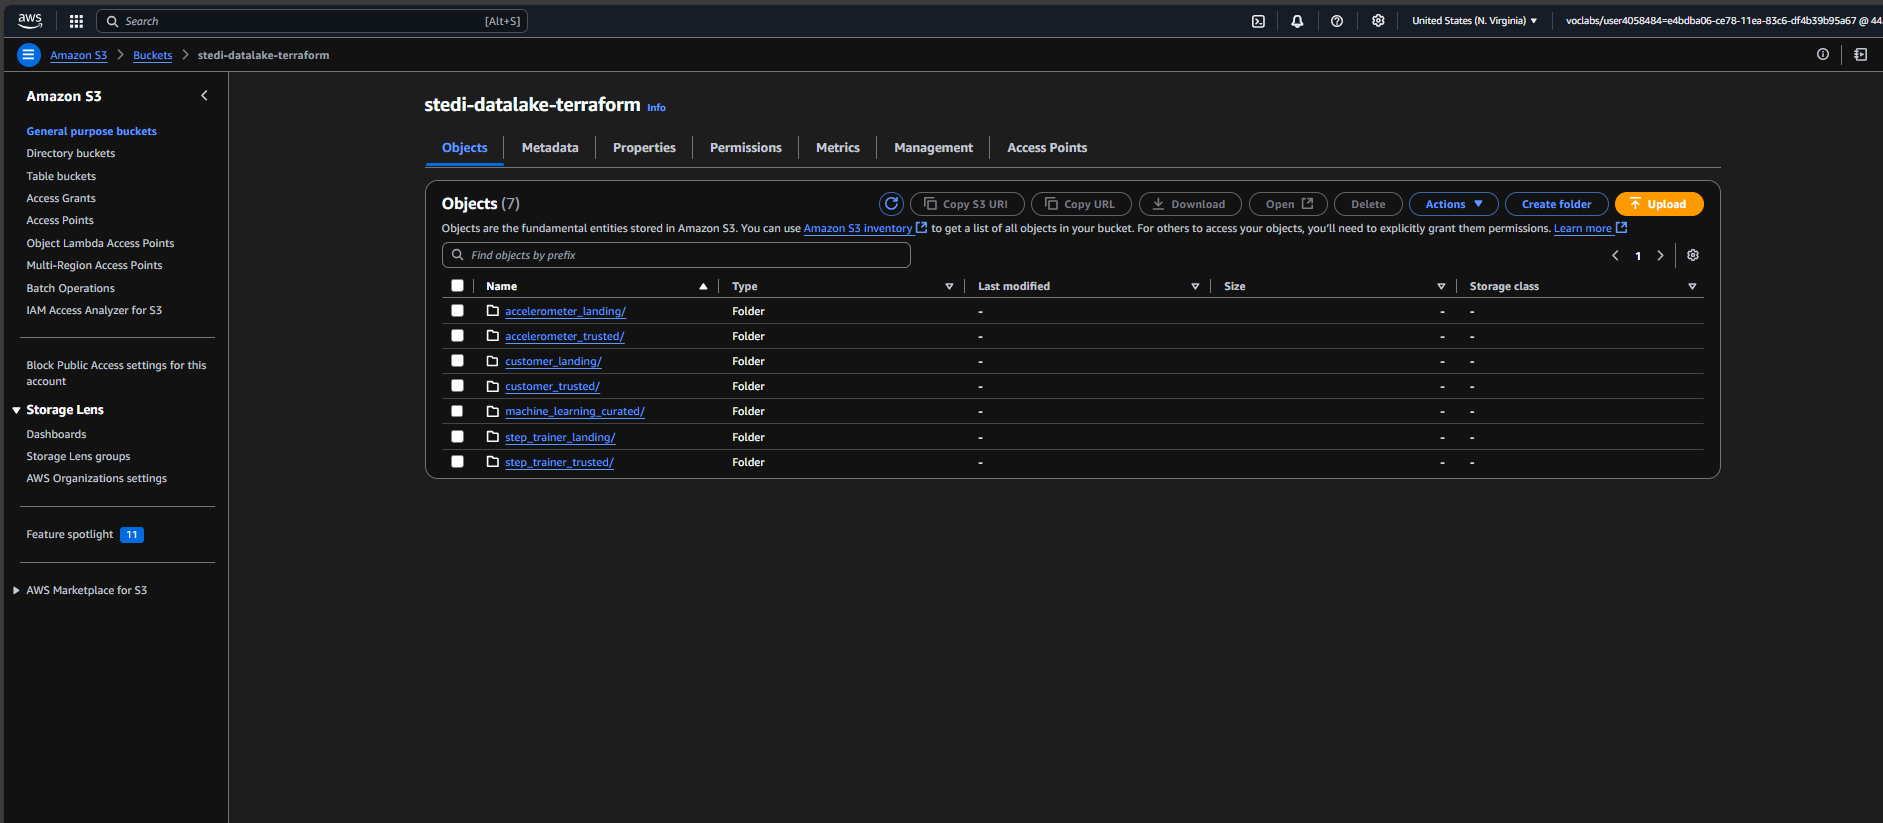 aws
Search [Alt+S]
United States (N. Virginia) ▼
voclabs/user4058484=e4bdba06-ce78-11ea-83c6-df4b39b95a67 @ 44
Amazon S3 > Buckets > stedi-datalake-terraform
Amazon S3
General purpose buckets
Directory buckets
Table buckets
Access Grants
Access Points
Object Lambda Access Points
Multi-Region Access Points
Batch Operations
IAM Access Analyzer for S3
Block Public Access settings for this
account
Storage Lens
Dashboards
Storage Lens groups
AWS Organizations settings
Feature spotlight 11
AWS Marketplace for S3
stedi-datalake-terraform Info
Objects Metadata Properties Permissions Metrics Management Access Points
Objects (7)
Copy S3 URI Copy URL Download Open Delete Actions Create folder Upload
Objects are the fundamental entities stored in Amazon S3. You can use Amazon S3 inventory to get a list of all objects in your bucket. For others to access your objects, you'll need to explicitly grant them permissions. Learn more
Find objects by prefix
1
Name Type Last modified Size Storage class
accelerometer_landing/ Folder - - -
accelerometer_trusted/ Folder - - -
customer_landing/ Folder - - -
customer_trusted/ Folder - - -
machine_learning_curated/ Folder - - -
step_trainer_landing/ Folder - - -
step_trainer_trusted/ Folder - - -